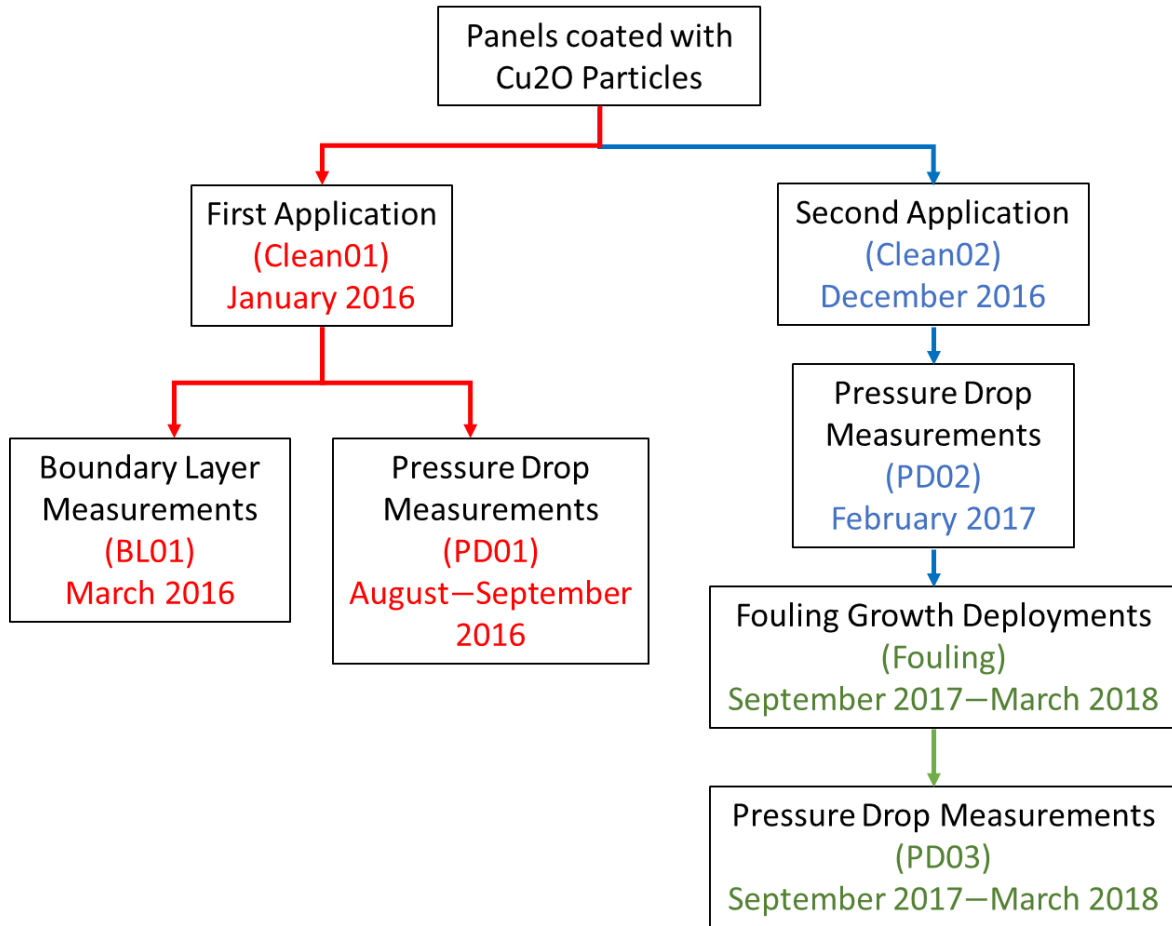 Panels coated with
Cu2O Particles
First Application
(Clean01)
January 2016
Second Application
(Clean02)
December 2016
Boundary Layer
Measurements
(BL01)
March 2016
Pressure Drop
Measurements
(PD01)
August—September
2016
Pressure Drop
Measurements
(PD02)
February 2017
Fouling Growth Deployments
(Fouling)
September 2017—March 2018
Pressure Drop Measurements
(PD03)
September 2017—March 2018